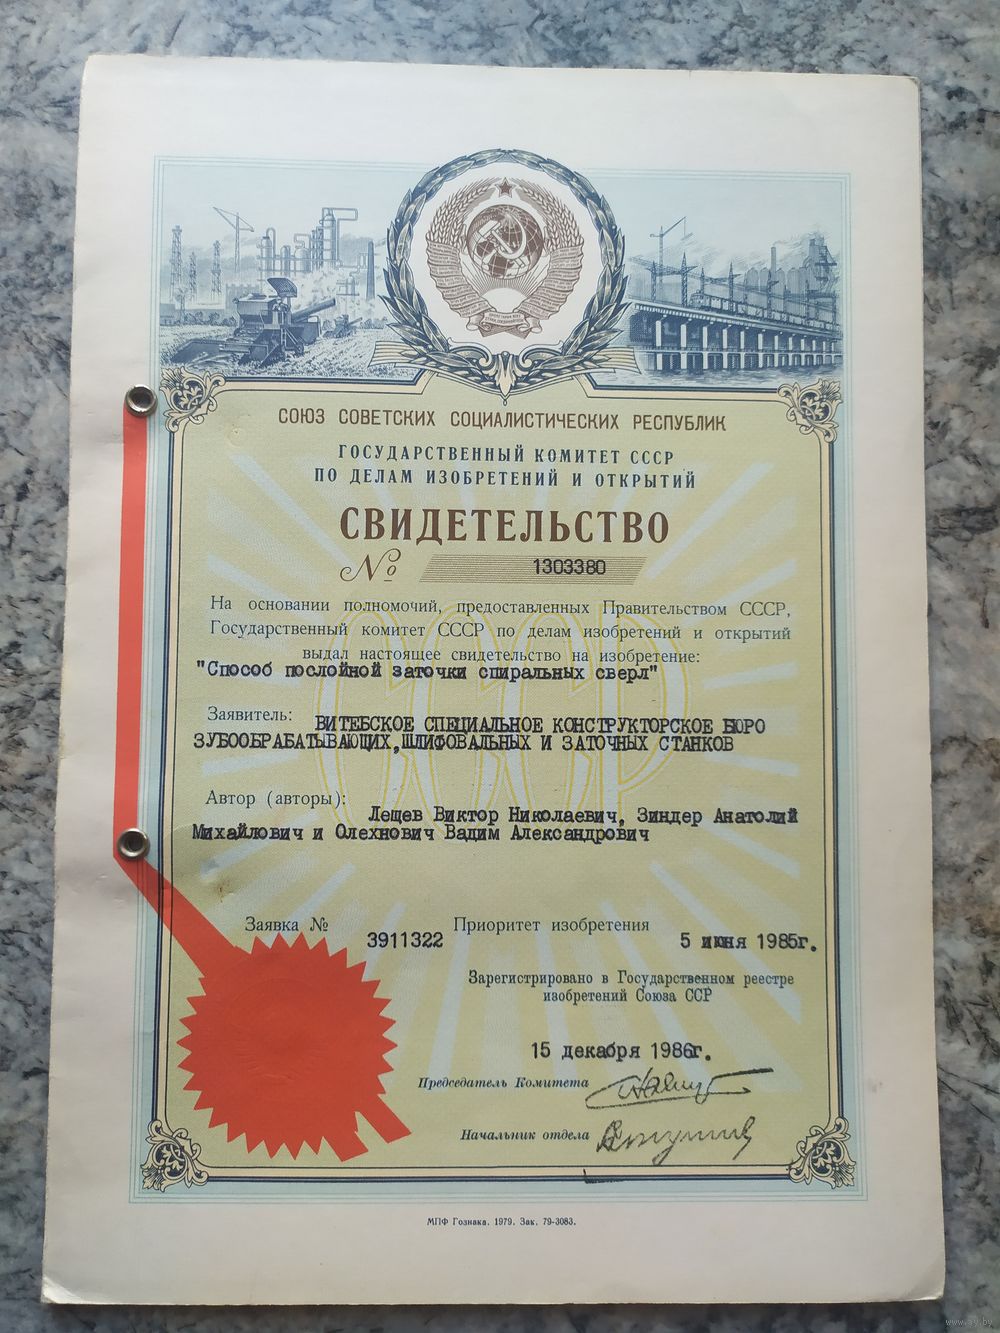 СОЮЗ СОВЕТСКИХ СОЦИАЛИСТИЧЕСКИХ РЕСПУБЛИК
ГОСУДАРСТВЕННЫЙ КОМИТЕТ СССР
ПО ДЕЛАМ ИЗОБРЕТЕНИЙ И ОТКРЫТИЙ
СВИДЕТЕЛЬСТВО
№ 1303380
На основании полномочий, предоставленных Правительством СССР,
Государственный комитет СССР по делам изобретений и открытий
выдал настоящее свидетельство на изобретение:
"Способ послойной заточки спиральных сверл"
Заявитель: ВИТЕБСКОЕ СПЕЦИАЛЬНОЕ КОНСТРУКТОРСКОЕ БЮРО
ЗУБООБРАБАТЫВАЮЩИХ, ШЛИФОВАЛЬНЫХ И ЗАТОЧНЫХ СТАНКОВ
Автор (авторы):
Лещев Виктор Николаевич, Зиндер Анатолий
Михайлович и Олехнович Вадим Александрович
СССР
Заявка № 3911322 Приоритет изобретения 5 июня 1985г.
Зарегистрировано в Государственном реестре
изобретений Союза ССР
15 декабря 1986г.
Председатель Комитета
Начальник отдела
МПФ Гознака. 1979. Зак. 79-3083.
www.ay.by